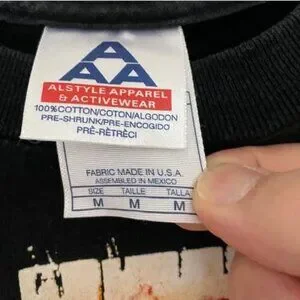 A
AA
ALSTYLE APPAREL
& ACTIVEWEAR
100% COTTON/COTON/ALGODON
PRE-SHRUNK/PRE-ENCOGIDO
PRÉ-RÉTRÉCI
FABRIC MADE IN U.S.A.
ASSEMBLED IN MEXICO
SIZE TAILLE TALLA
M M M